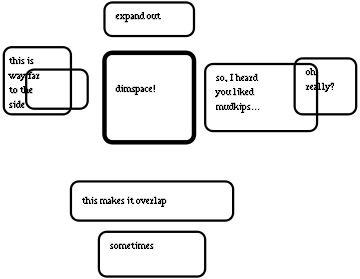 expand out
this is
way far
to the
side
dimspace!
so, I heard
you liked
mudkips...
oh
really?
this makes it overlap
sometimes